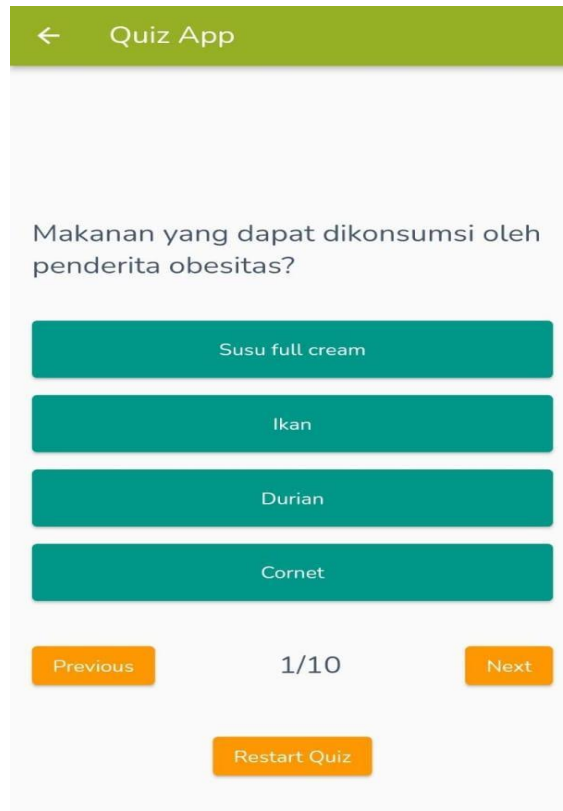 Quiz App
Makanan yang dapat dikonsumsi oleh
penderita obesitas?
Susu full cream
Ikan
Durian
Cornet
Previous
1/10
Next
Restart Quiz